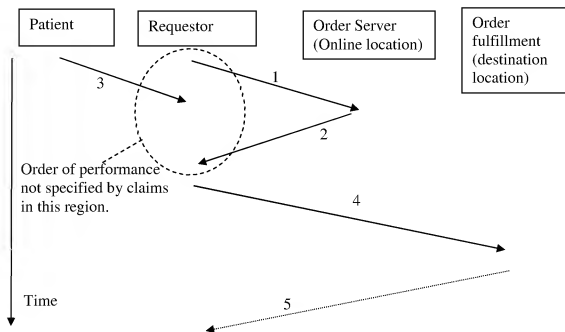 Patient
Requestor
Order Server
(Online location)
Order
fulfillment
(destination
location)
3
1
2
Order of performance
not specified by claims
in this region.
4
Time
5